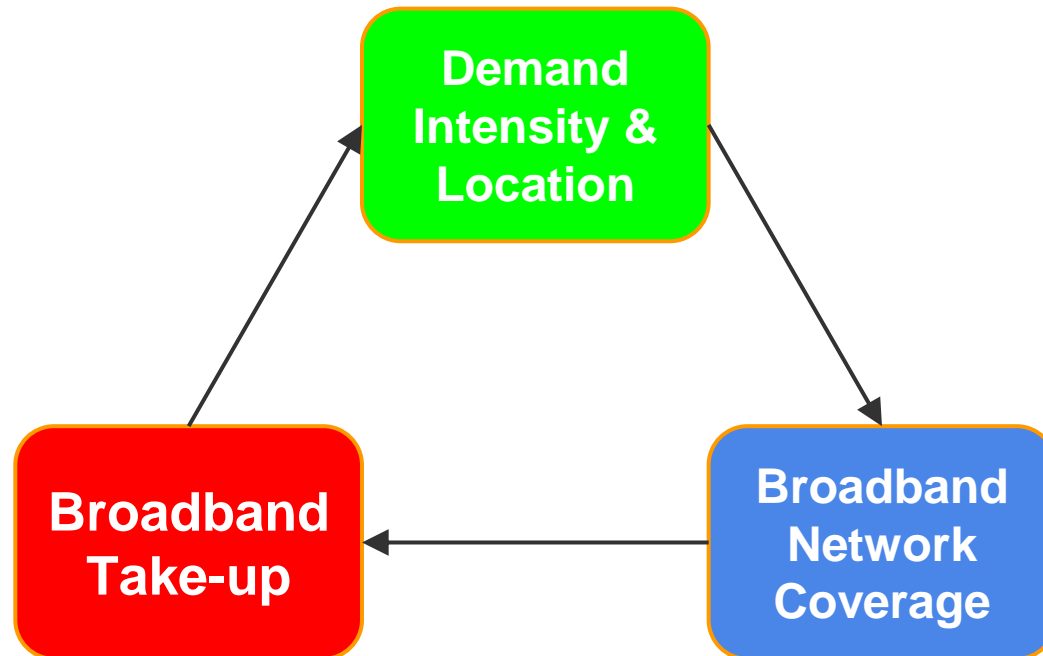 Demand
Intensity &
Location
Broadband
Take-up
Broadband
Network
Coverage